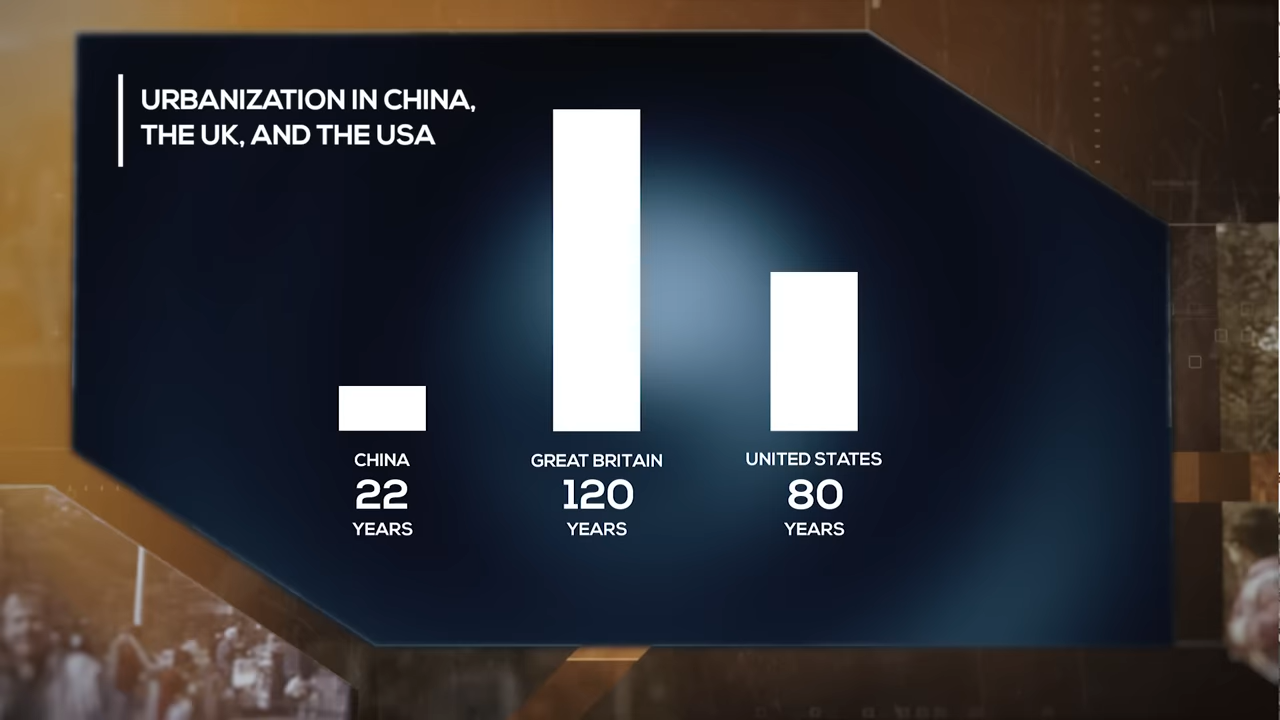 URBANIZATION IN CHINA,
THE UK, AND THE USA
CHINA
22
YEARS
GREAT BRITAIN
120
YEARS
UNITED STATES
80
YEARS